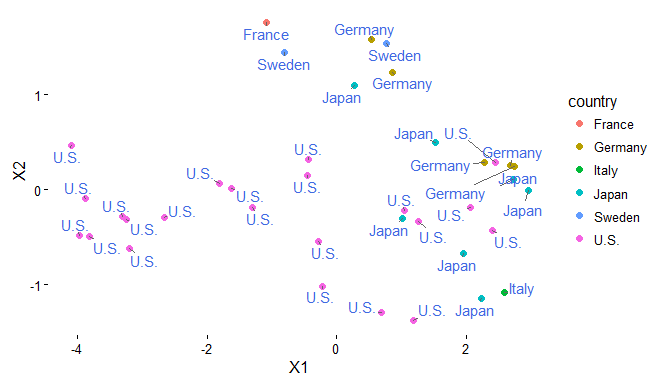 France
Germany
Sweden
Sweden
Germany
Japan
1
country
France
Germany
Italy
Japan
Sweden
U.S.
X2
0
-1
Japan
U.S.
U.S.
U.S.
Germany
Germany
U.S.
U.S.
Japan
Germany
U.S.
U.S.
U.S.
Japan
U.S.
U.S.
U.S.
U.S.
U.S.
Japan
U.S.
U.S.
U.S.
U.S.
Japan
U.S.
Italy
U.S.
U.S.
U.S.
Japan
-4
-2
0
2
X1